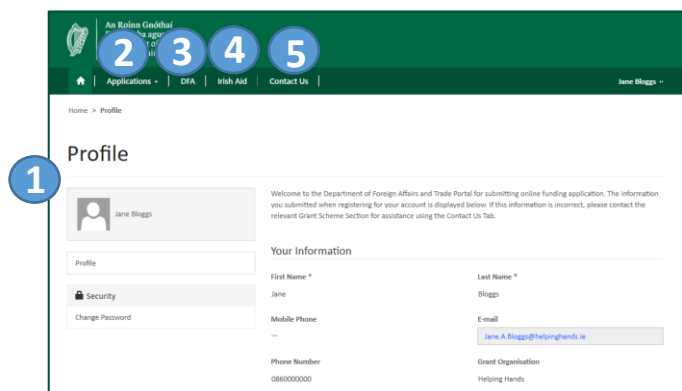 An Roinn Gnóthaí
2
3
4
5
Applications
DFA
Irish Aid
Contact Us
Jane Bloggs
Home > Profile
Profile
1
Jane Bloggs
Welcome to the Department of Foreign Affairs and Trade Portal for submitting online funding application. The information
you submitted when registering for your account is displayed below. If this information is incorrect, please contact the
relevant Grant Scheme Section for assistance using the Contact Us Tab.
Profile
Security
Change Password
Your Information
First Name *
Last Name *
Jane
Bloggs
Mobile Phone
E-mail
—
Jane.A.Bloggs@helpinghands.ie
Phone Number
Grant Organisation
0860000000
Helping Hands